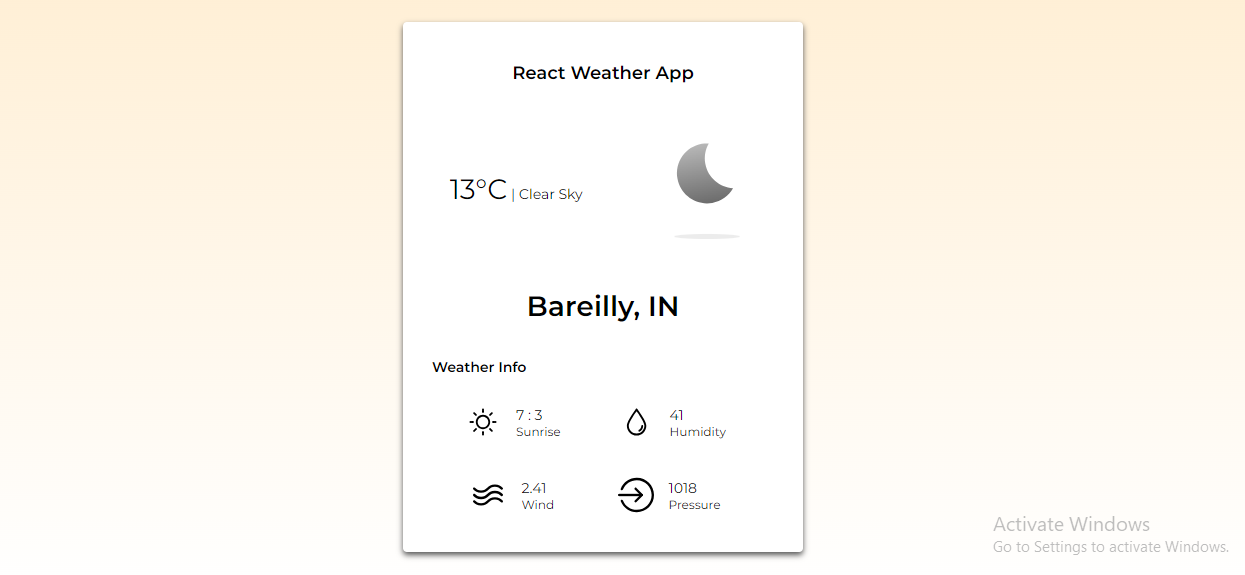 React Weather App
13°C | Clear Sky
Bareilly, IN
Weather Info
7 : 3
Sunrise
41
Humidity
2.41
Wind
1018
Pressure
Activate Windows
Go to Settings to activate Windows.